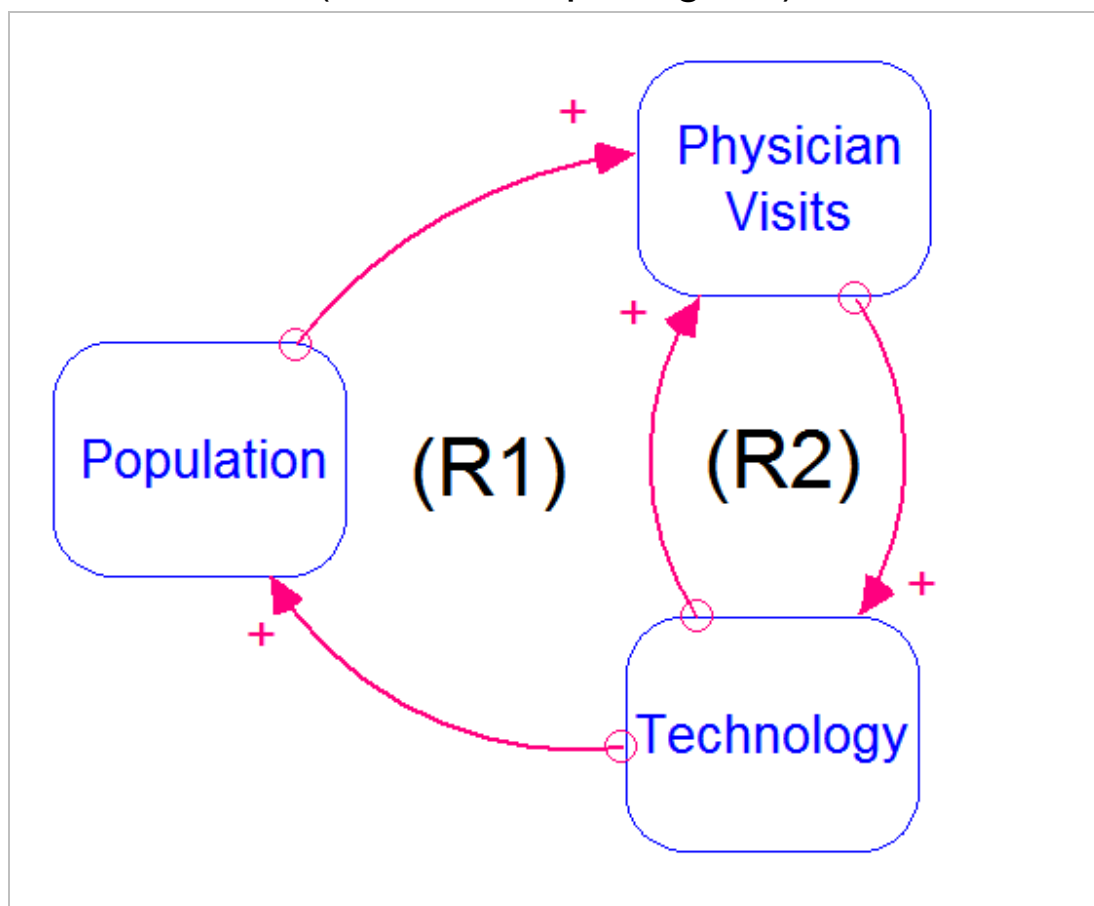 +
Physician
Visits
+
Population
(R1)
(R2)
+
+
Technology